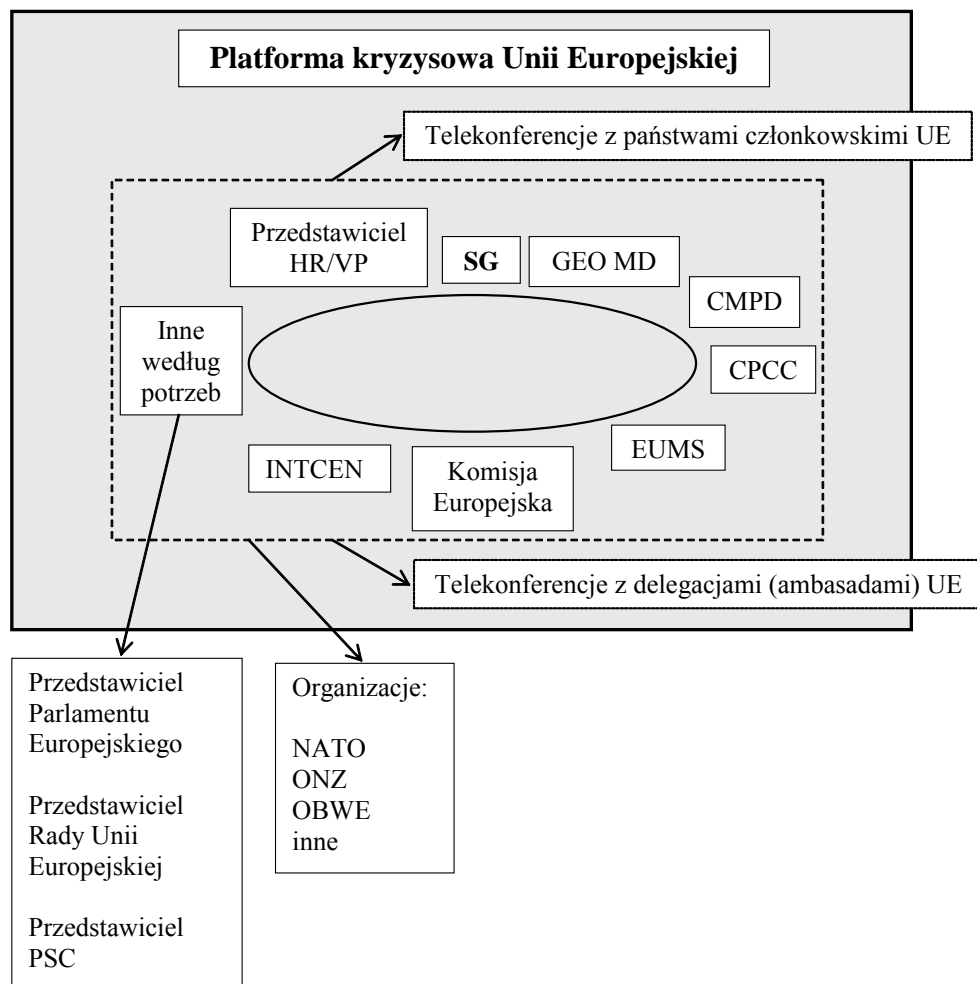 Platforma kryzysowa Unii Europejskiej
Telekonferencje z państwami członkowskimi UE
Przedstawiciel
HR/VP
SG
GEO MD
CMPD
Inne
według
potrzeb
CPCC
EUMS
INTCEN
Komisja
Europejska
Telekonferencje z delegacjami (ambasadami) UE
Przedstawiciel
Parlamentu
Europejskiego
Przedstawiciel
Rady Unii
Europejskiej
Przedstawiciel
PSC
Organizacje:
NATO
ONZ
OBWE
inne